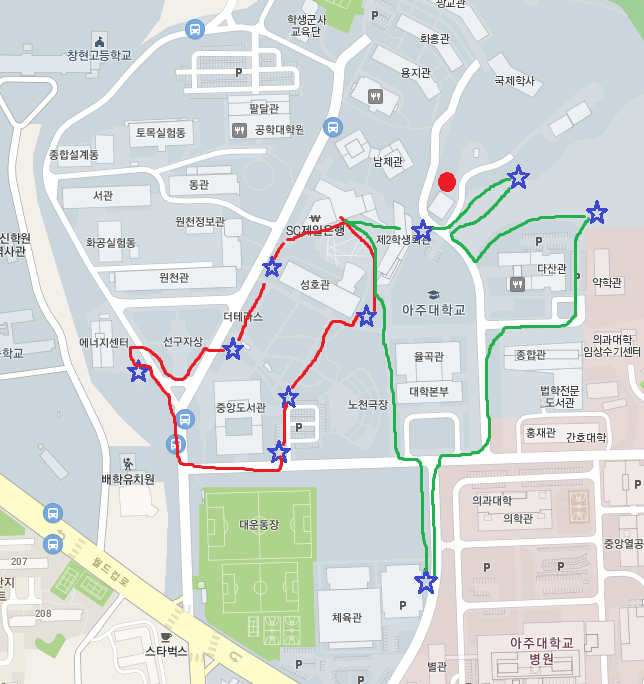 광교관
학생군사
교육단
P
화홍관
창현고등학교
용지관
국제학사
P
팔달관
토목실험동
공학대학원
종합설계동
남제관
동관
서관
원천정보관
W
SC제일은행
제2학생회관
화공실험동
P
다산관
원천관
성호관
약학관
아주대학교
더테라스
에너지센터
선구자상
의과대학
임상수기센터
율곡관
종합관
대학본부
법학전문
도서관
중앙도서관
노천극장
P
홍재관
간호대학
배학유치원
의과대학
의학관
P
대운동장
중앙열공
207
P
P
월드컵로
208
체육관
P
스타벅스
아주대학교
병원
P
P
별관
P